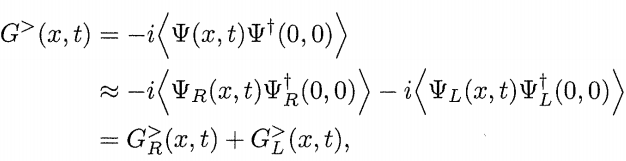 G^>(x, t) = −i⟨Ψ(x, t)Ψ^†(0, 0)⟩
≈ −i⟨Ψ_R(x, t)Ψ_R^†(0, 0)⟩ − i⟨Ψ_L(x, t)Ψ_L^†(0, 0)⟩
= G_R^>(x, t) + G_L^>(x, t),